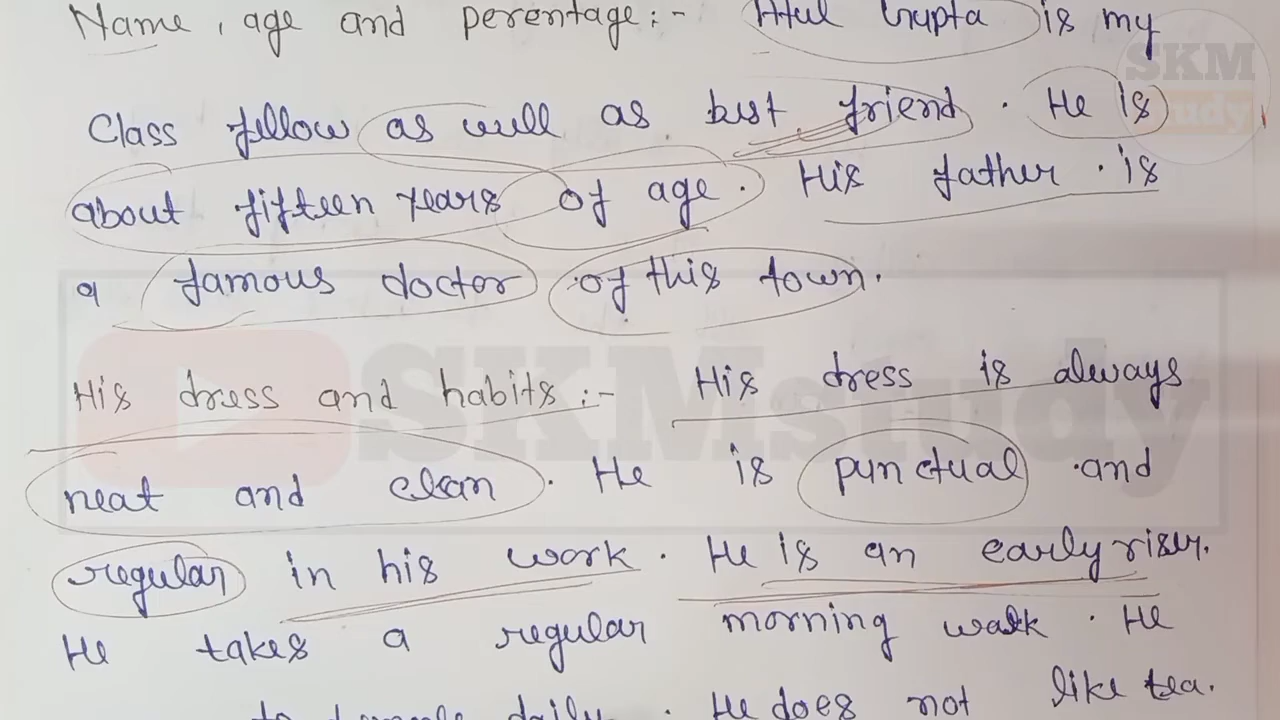 Name, age and perentage:- Atul Gupta is my
SKM
Study
Class fellow as well as best friend. He is
about fifteen years of age. His father is
a famous doctor of this town.
SKMstudy
His dress and habits:- His dress is always
neat and clean. He is punctual and
regular in his work. He is an early riser.
He takes a regular morning walk. He
to temple daily. He does not like tea.